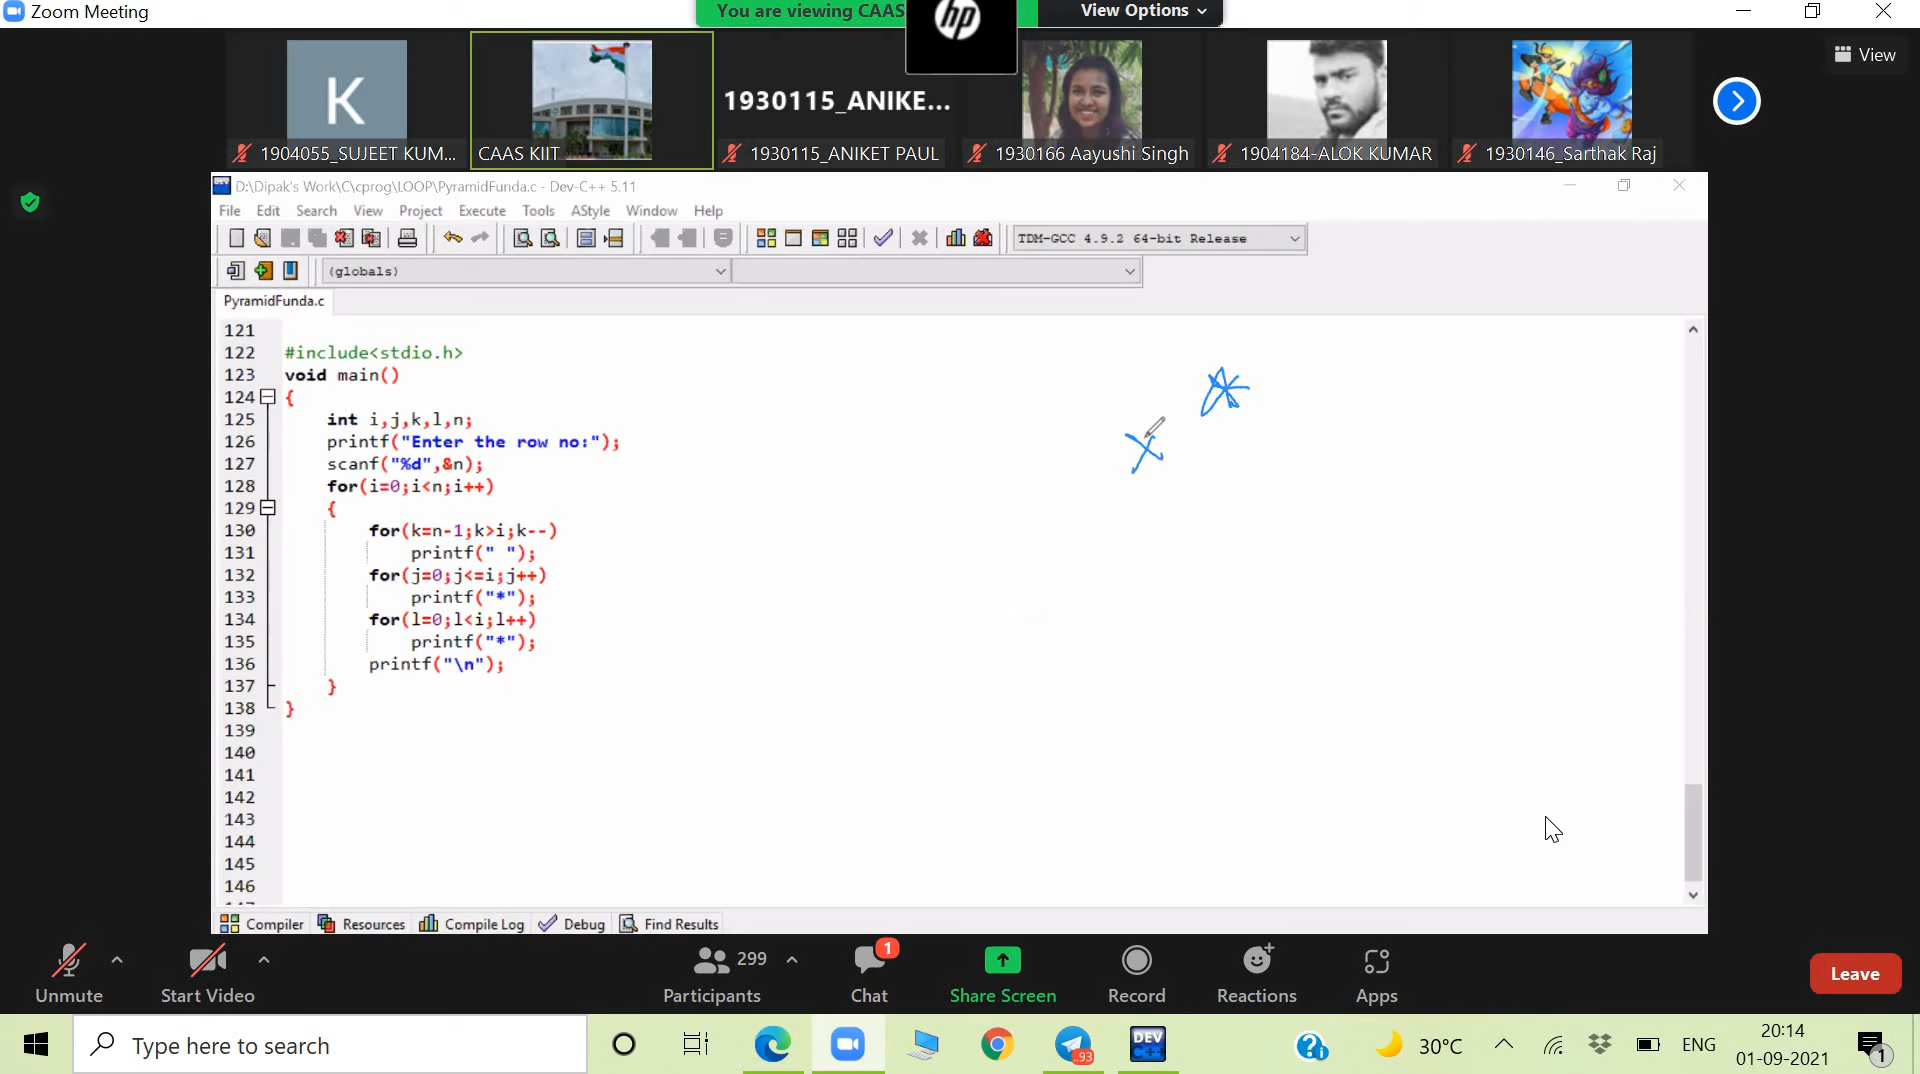 Zoom Meeting
You are viewing CAAS
hp
View Options
View
K
1930115_ANIKE...
1904055_SUJEET KUM...
CAAS KIIT
1930115_ANIKET PAUL
1930166 Aayushi Singh
1904184-ALOK KUMAR
1930146_Sarthak Raj
DEV D:\Dipak's Work\C\cprog\LOOP\PyramidFunda.c - Dev-C++ 5.11
File Edit Search View Project Execute Tools AStyle Window Help
TDM-GCC 4.9.2 64-bit Release
(globals)
PyramidFunda.c
121
122 #include<stdio.h>
123 void main()
124 {
125 int i,j,k,l,n;
126 printf("Enter the row no:");
127 scanf("%d",&n);
128 for(i=0;i<n;i++)
129 {
130 for(k=n-1;k>i;k--)
131 printf(" ");
132 for(j=0;j<=i;j++)
133 printf("*");
134 for(l=0;l<i;l++)
135 printf("*");
136 printf("\n");
137 }
138 }
139
140
141
142
143
144
145
146
Compiler Resources Compile Log Debug Find Results
299
1
Unmute Start Video Participants Chat Share Screen Record Reactions Apps
Leave
Type here to search
..93
DEV
C++
30°C
ENG
20:14
01-09-2021
1